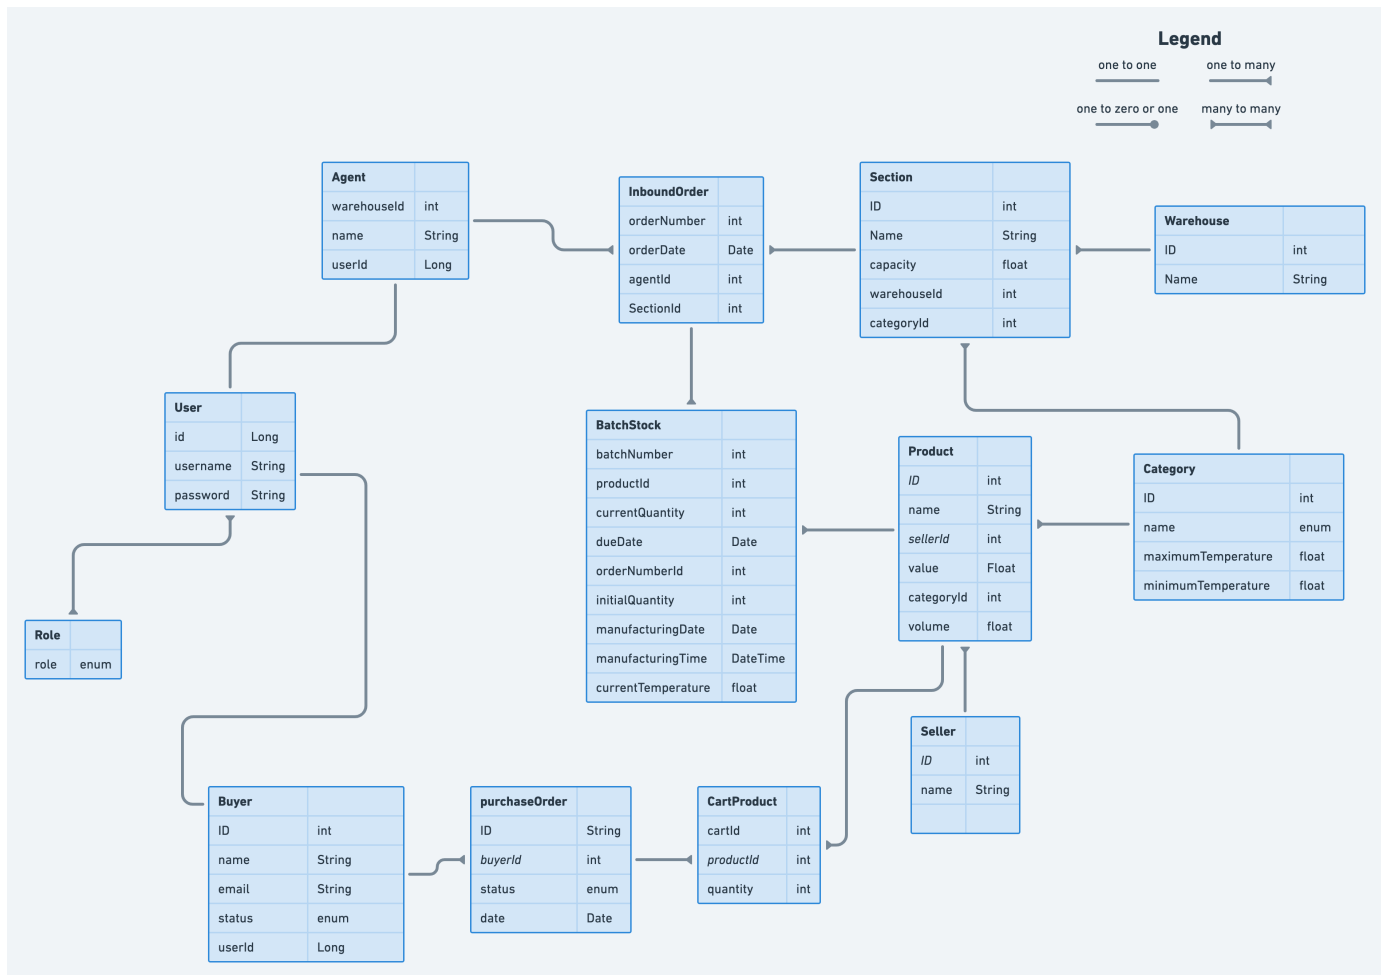 Legend
one to one
one to many
one to zero or one
many to many
Agent
warehouseId int
name String
userId Long
InboundOrder
orderNumber int
orderDate Date
agentId int
SectionId int
Section
ID int
Name String
capacity float
warehouseId int
categoryId int
Warehouse
ID int
Name String
User
id Long
username String
password String
BatchStock
batchNumber int
productId int
currentQuantity int
dueDate Date
orderNumberId int
initialQuantity int
manufacturingDate Date
manufacturingTime DateTime
currentTemperature float
Product
ID int
name String
sellerId int
value Float
categoryId int
volume float
Category
ID int
name enum
maximumTemperature float
minimumTemperature float
Role
role enum
Seller
ID int
name String
Buyer
ID int
name String
email String
status enum
userId Long
purchaseOrder
ID String
buyerId int
status enum
date Date
CartProduct
cartId int
productId int
quantity int